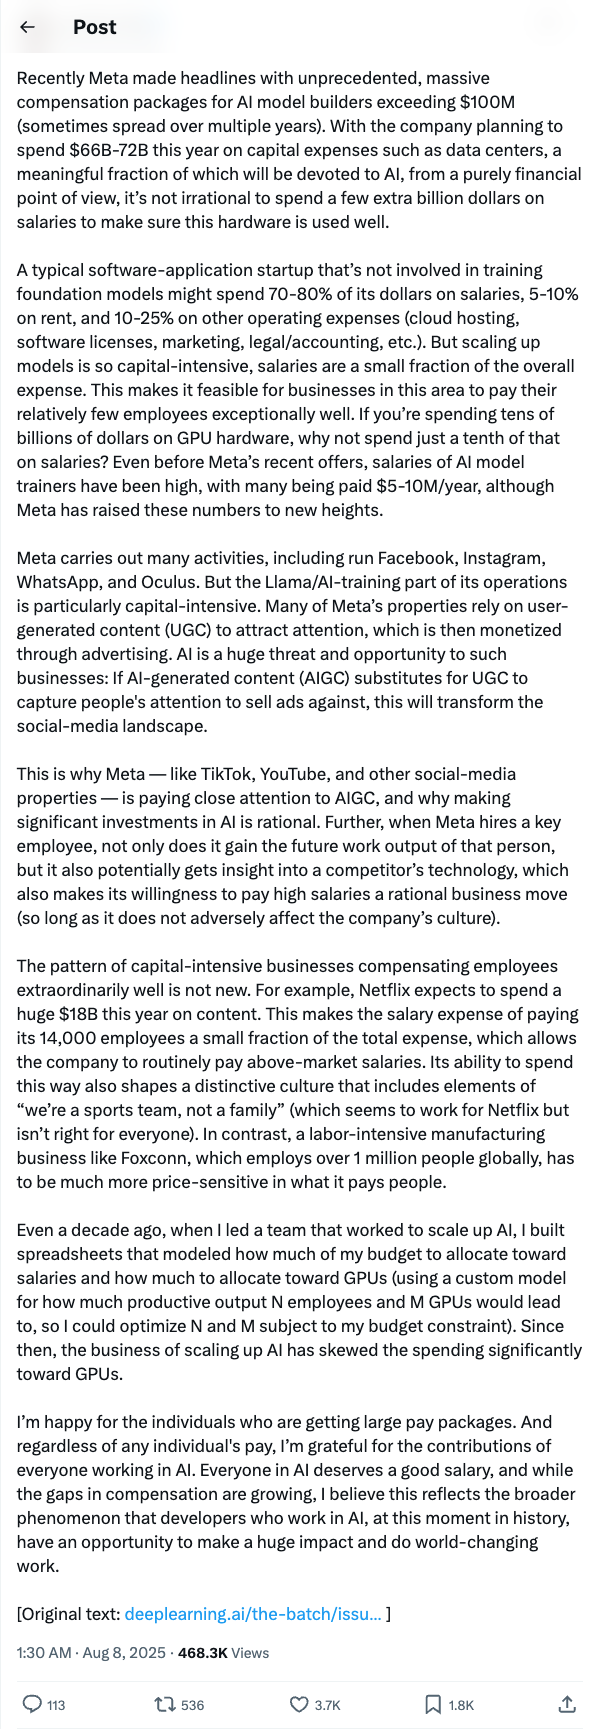 Post
Recently Meta made headlines with unprecedented, massive
compensation packages for AI model builders exceeding $100M
(sometimes spread over multiple years). With the company planning to
spend $66B-72B this year on capital expenses such as data centers, a
meaningful fraction of which will be devoted to AI, from a purely financial
point of view, it’s not irrational to spend a few extra billion dollars on
salaries to make sure this hardware is used well.
A typical software-application startup that’s not involved in training
foundation models might spend 70-80% of its dollars on salaries, 5-10%
on rent, and 10-25% on other operating expenses (cloud hosting,
software licenses, marketing, legal/accounting, etc.). But scaling up
models is so capital-intensive, salaries are a small fraction of the overall
expense. This makes it feasible for businesses in this area to pay their
relatively few employees exceptionally well. If you’re spending tens of
billions of dollars on GPU hardware, why not spend just a tenth of that
on salaries? Even before Meta’s recent offers, salaries of AI model
trainers have been high, with many being paid $5-10M/year, although
Meta has raised these numbers to new heights.
Meta carries out many activities, including run Facebook, Instagram,
WhatsApp, and Oculus. But the Llama/AI-training part of its operations
is particularly capital-intensive. Many of Meta’s properties rely on user-
generated content (UGC) to attract attention, which is then monetized
through advertising. AI is a huge threat and opportunity to such
businesses: If AI-generated content (AIGC) substitutes for UGC to
capture people's attention to sell ads against, this will transform the
social-media landscape.
This is why Meta — like TikTok, YouTube, and other social-media
properties — is paying close attention to AIGC, and why making
significant investments in AI is rational. Further, when Meta hires a key
employee, not only does it gain the future work output of that person,
but it also potentially gets insight into a competitor’s technology, which
also makes its willingness to pay high salaries a rational business move
(so long as it does not adversely affect the company’s culture).
The pattern of capital-intensive businesses compensating employees
extraordinarily well is not new. For example, Netflix expects to spend a
huge $18B this year on content. This makes the salary expense of paying
its 14,000 employees a small fraction of the total expense, which allows
the company to routinely pay above-market salaries. Its ability to spend
this way also shapes a distinctive culture that includes elements of
“we’re a sports team, not a family” (which seems to work for Netflix but
isn’t right for everyone). In contrast, a labor-intensive manufacturing
business like Foxconn, which employs over 1 million people globally, has
to be much more price-sensitive in what it pays people.
Even a decade ago, when I led a team that worked to scale up AI, I built
spreadsheets that modeled how much of my budget to allocate toward
salaries and how much to allocate toward GPUs (using a custom model
for how much productive output N employees and M GPUs would lead
to, so I could optimize N and M subject to my budget constraint). Since
then, the business of scaling up AI has skewed the spending significantly
toward GPUs.
I’m happy for the individuals who are getting large pay packages. And
regardless of any individual's pay, I’m grateful for the contributions of
everyone working in AI. Everyone in AI deserves a good salary, and while
the gaps in compensation are growing, I believe this reflects the broader
phenomenon that developers who work in AI, at this moment in history,
have an opportunity to make a huge impact and do world-changing
work.
[Original text: deeplearning.ai/the-batch/issu... ]
1:30 AM · Aug 8, 2025 · 468.3K Views
113 536 3.7K 1.8K